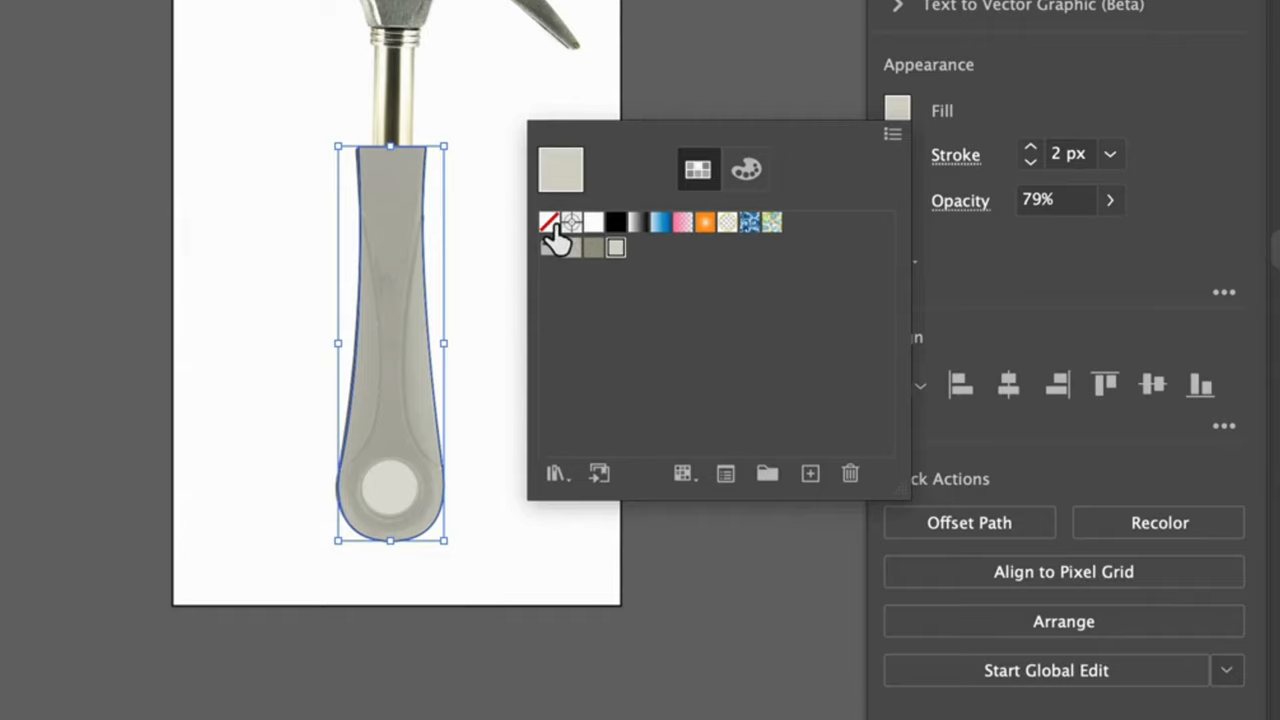 Text to Vector Graphic (Beta)
Appearance
Fill
Stroke
2 px
Opacity
79%
gn
ck Actions
Offset Path
Recolor
Align to Pixel Grid
Arrange
Start Global Edit